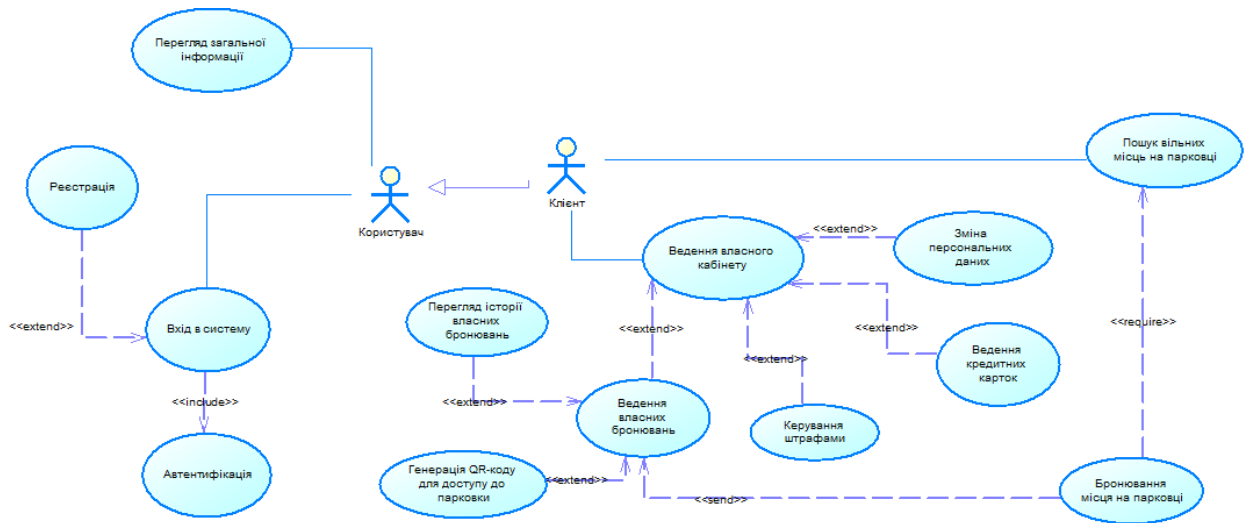 Перегляд загальної
інформації
Реєстрація
Користувач
Клієнт
Пошук вільних
місць на парковці
Ведення власного
кабінету
<<extend>>
Зміна
персональних
даних
<<extend>>
Вхід в систему
Перегляд історії
власних
бронювань
<<extend>>
<<extend>>
<<require>>
<<extend>>
Ведення
кредитних
карток
<<include>>
<<extend>>
Ведення
власних
бронювань
Керування
штрафами
Автентифікація
Генерація QR-коду
для доступу до
парковки
<<extend>>
<<send>>
Бронювання
місця на парковці